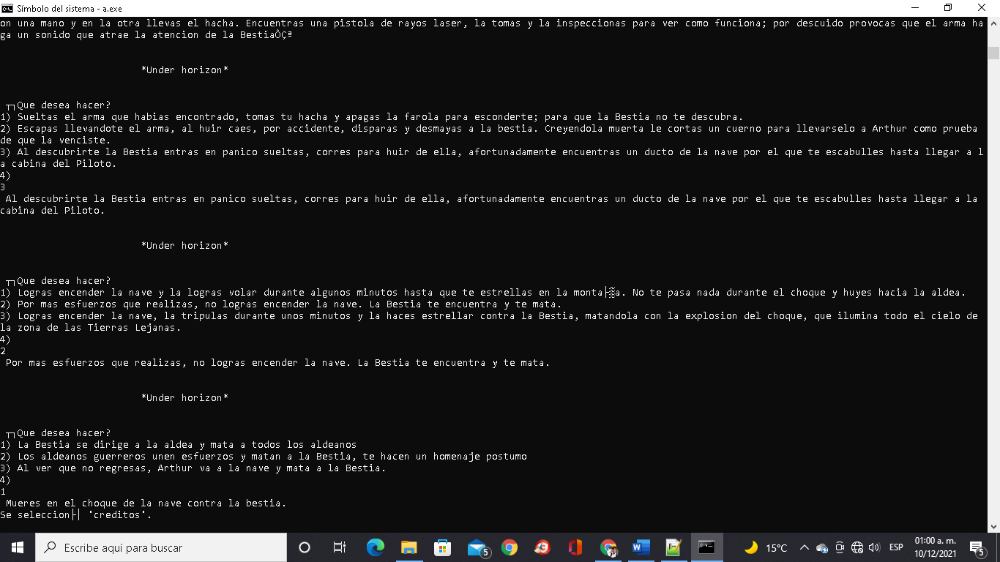 Símbolo del sistema - a.exe
on una mano y en la otra llevas el hacha. Encuentras una pistola de rayos laser, la tomas y la inspeccionas para ver como funciona; por descuido provocas que el arma ha
ga un sonido que atrae la atencion de la BestiaÔÇª
*Under horizon*
┬┐Que desea hacer?
1) Sueltas el arma que habias encontrado, tomas tu hacha y apagas la farola para esconderte; para que la Bestia no te descubra.
2) Escapas llevandote el arma, al huir caes, por accidente, disparas y desmayas a la bestia. Creyendola muerta le cortas un cuerno para llevarselo a Arthur como prueba
de que la venciste.
3) Al descubrirte la Bestia entras en panico sueltas, corres para huir de ella, afortunadamente encuentras un ducto de la nave por el que te escabulles hasta llegar a l
a cabina del Piloto.
4)
3
Al descubrirte la Bestia entras en panico sueltas, corres para huir de ella, afortunadamente encuentras un ducto de la nave por el que te escabulles hasta llegar a la
cabina del Piloto.
*Under horizon*
┬┐Que desea hacer?
1) Logras encender la nave y la logras volar durante algunos minutos hasta que te estrellas en la monta├▒a. No te pasa nada durante el choque y huyes hacia la aldea.
2) Por mas esfuerzos que realizas, no logras encender la nave. La Bestia te encuentra y te mata.
3) Logras encender la nave, la tripulas durante unos minutos y la haces estrellar contra la Bestia, matandola con la explosion del choque, que ilumina todo el cielo de
la zona de las Tierras Lejanas.
4)
2
Por mas esfuerzos que realizas, no logras encender la nave. La Bestia te encuentra y te mata.
*Under horizon*
┬┐Que desea hacer?
1) La Bestia se dirige a la aldea y mata a todos los aldeanos
2) Los aldeanos guerreros unen esfuerzos y matan a la Bestia, te hacen un homenaje postumo
3) Al ver que no regresas, Arthur va a la nave y mata a la Bestia.
4)
1
Mueres en el choque de la nave contra la bestia.
Se seleccion├│ 'creditos'.
Escribe aquí para buscar
5
15°C
ESP
01:00 a. m.
10/12/2021
5